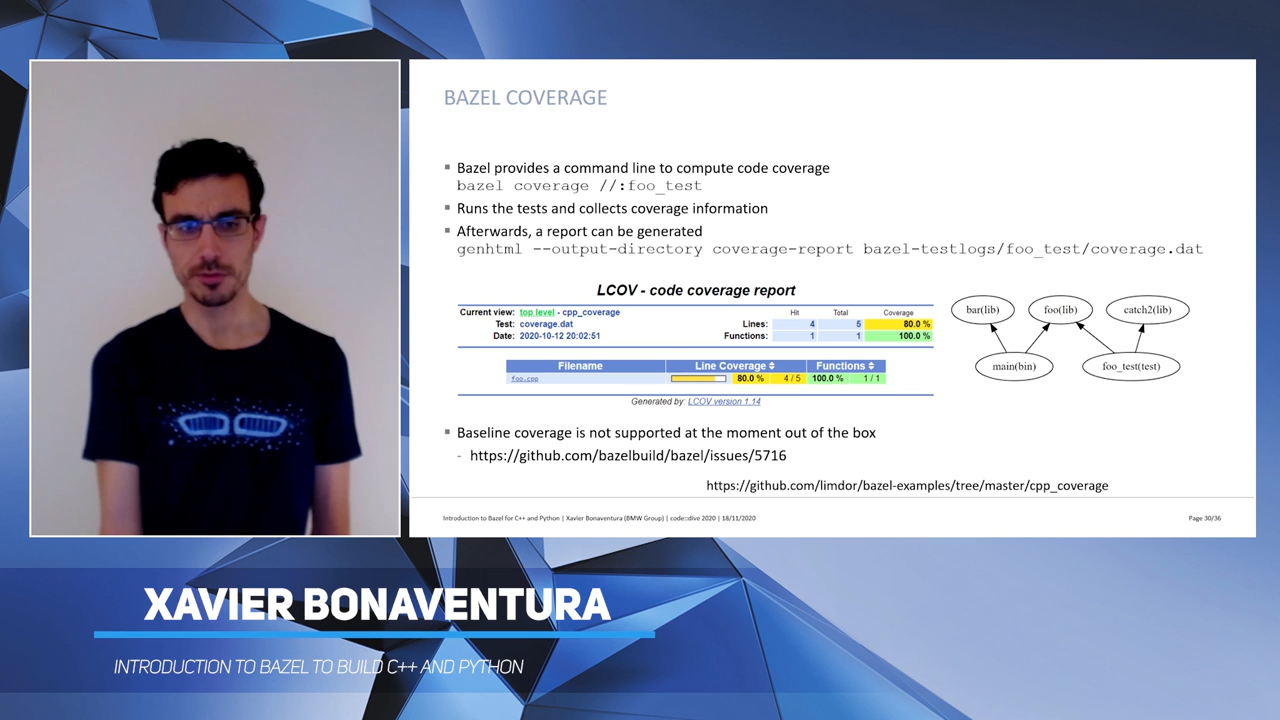 BAZEL COVERAGE
Bazel provides a command line to compute code coverage
bazel coverage //:foo_test
Runs the tests and collects coverage information
Afterwards, a report can be generated
genhtml --output-directory coverage-report bazel-testlogs/foo_test/coverage.dat
LCOV - code coverage report
Current view: top level - cpp_coverage Hit Total Coverage
Test: coverage.dat Lines: 4 5 80.0 %
Date: 2020-10-12 20:02:51 Functions: 1 1 100.0 %
Filename Line Coverage Functions
foo.cpp 80.0 % 4 / 5 100.0 % 1 / 1
Generated by: LCOV version 1.14
bar(lib) foo(lib) catch2(lib)
main(bin) foo_test(test)
Baseline coverage is not supported at the moment out of the box
- https://github.com/bazelbuild/bazel/issues/5716
https://github.com/limdor/bazel-examples/tree/master/cpp_coverage
Introduction to Bazel for C++ and Python | Xavier Bonaventura (BMW Group) | code::dive 2020 | 18/11/2020 Page 30/36
XAVIER BONAVENTURA
INTRODUCTION TO BAZEL TO BUILD C++ AND PYTHON